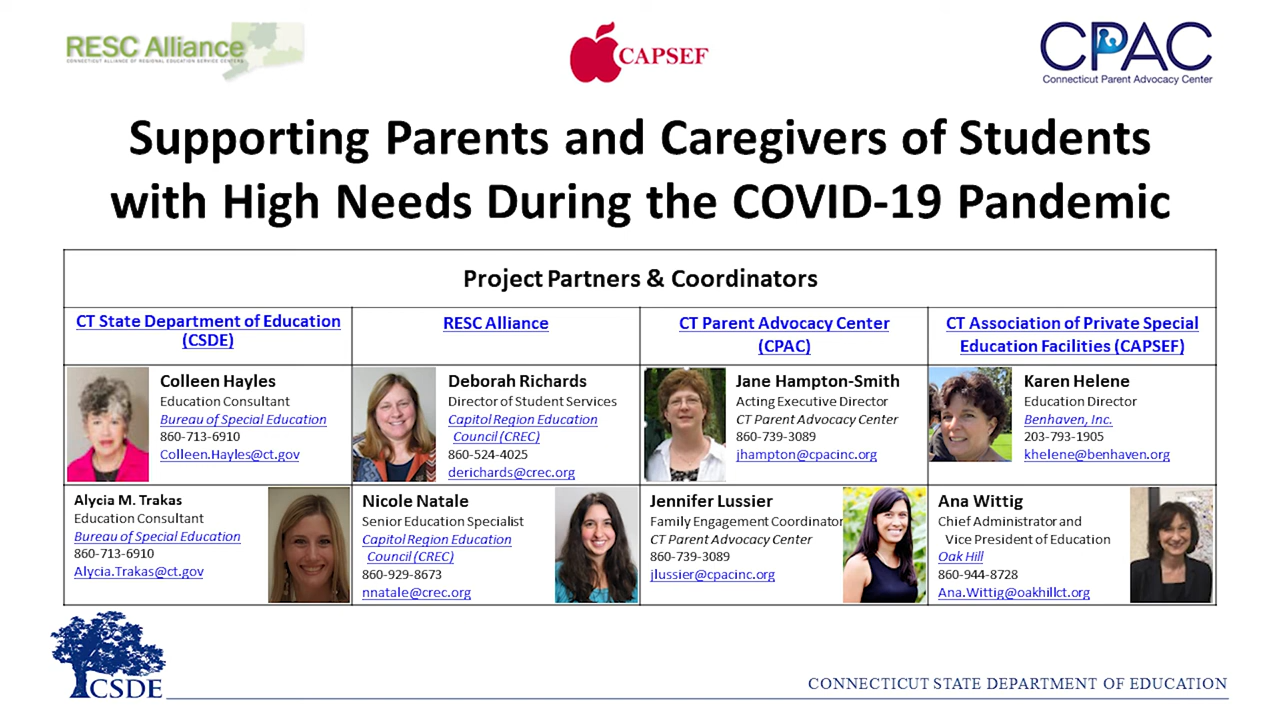 RESC Alliance
CONNECTICUT ALLIANCE OF REGIONAL EDUCATION SERVICE CENTERS
CAPSEF
CPAC
Connecticut Parent Advocacy Center
Supporting Parents and Caregivers of Students
with High Needs During the COVID-19 Pandemic
Project Partners & Coordinators
CT State Department of Education
(CSDE)
RESC Alliance
CT Parent Advocacy Center
(CPAC)
CT Association of Private Special
Education Facilities (CAPSEF)
Colleen Hayles
Education Consultant
Bureau of Special Education
860-713-6910
Colleen.Hayles@ct.gov
Deborah Richards
Director of Student Services
Capitol Region Education
Council (CREC)
860-524-4025
derichards@crec.org
Jane Hampton-Smith
Acting Executive Director
CT Parent Advocacy Center
860-739-3089
jhampton@cpacinc.org
Karen Helene
Education Director
Benhaven, Inc.
203-793-1905
khelene@benhaven.org
Alycia M. Trakas
Education Consultant
Bureau of Special Education
860-713-6910
Alycia.Trakas@ct.gov
Nicole Natale
Senior Education Specialist
Capitol Region Education
Council (CREC)
860-929-8673
nnatale@crec.org
Jennifer Lussier
Family Engagement Coordinator
CT Parent Advocacy Center
860-739-3089
jlussier@cpacinc.org
Ana Wittig
Chief Administrator and
Vice President of Education
Oak Hill
860-944-8728
Ana.Wittig@oakhillct.org
CSDE
CONNECTICUT STATE DEPARTMENT OF EDUCATION